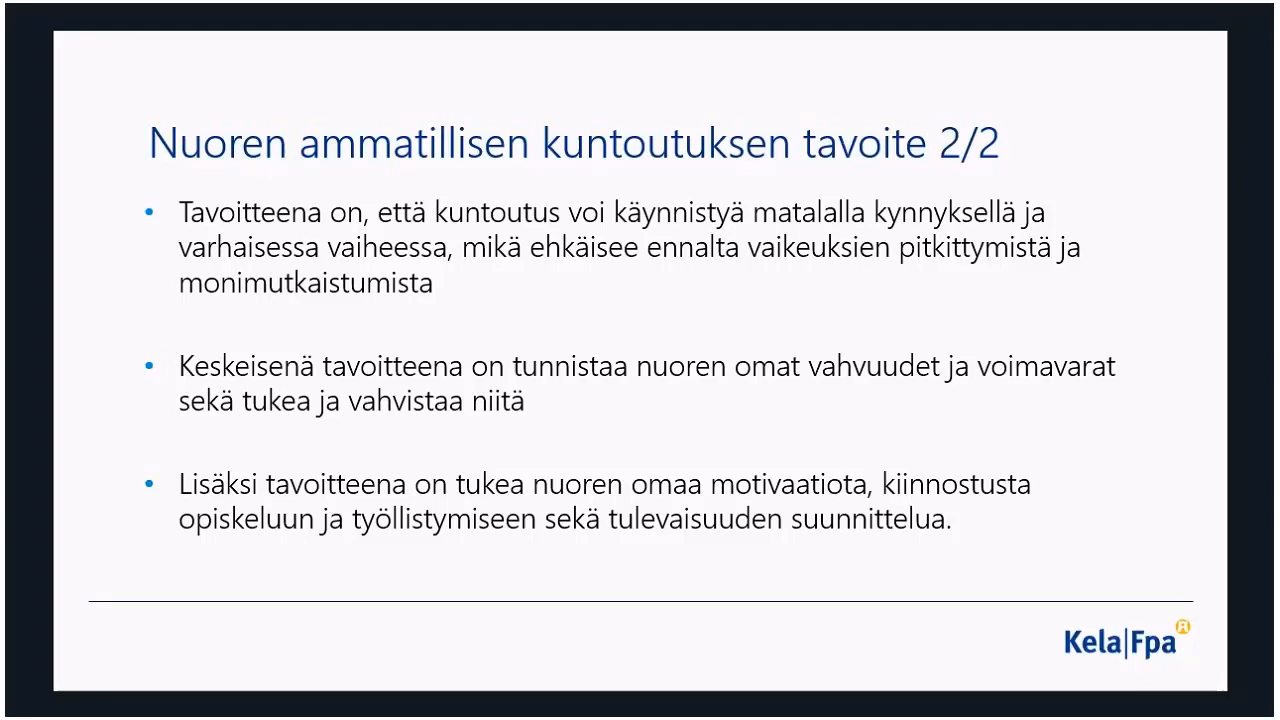 Nuoren ammatillisen kuntoutuksen tavoite 2/2
• Tavoitteena on, että kuntoutus voi käynnistyä matalalla kynnyksellä ja
varhaisessa vaiheessa, mikä ehkäisee ennalta vaikeuksien pitkittymistä ja
monimutkaistumista
• Keskeisenä tavoitteena on tunnistaa nuoren omat vahvuudet ja voimavarat
sekä tukea ja vahvistaa niitä
• Lisäksi tavoitteena on tukea nuoren omaa motivaatiota, kiinnostusta
opiskeluun ja työllistymiseen sekä tulevaisuuden suunnittelua.
Kela|Fpa